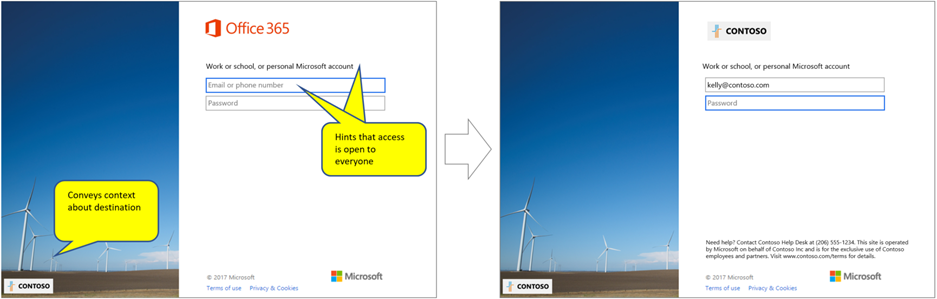 Office 365
Work or school, or personal Microsoft account
Email or phone number
Password
Hints that access
is open to
everyone
Conveys context
about destination
CONTOSO
© 2017 Microsoft
Microsoft
Terms of use Privacy & Cookies
CONTOSO
Work or school, or personal Microsoft account
kelly@contoso.com
Password
Need help? Contact Contoso Help Desk at (206) 555-1234. This site is operated
by Microsoft on behalf of Contoso Inc and is for the exclusive use of Contoso
employees and partners. Visit www.contoso.com/terms for details.
CONTOSO
© 2017 Microsoft
Microsoft
Terms of use Privacy & Cookies